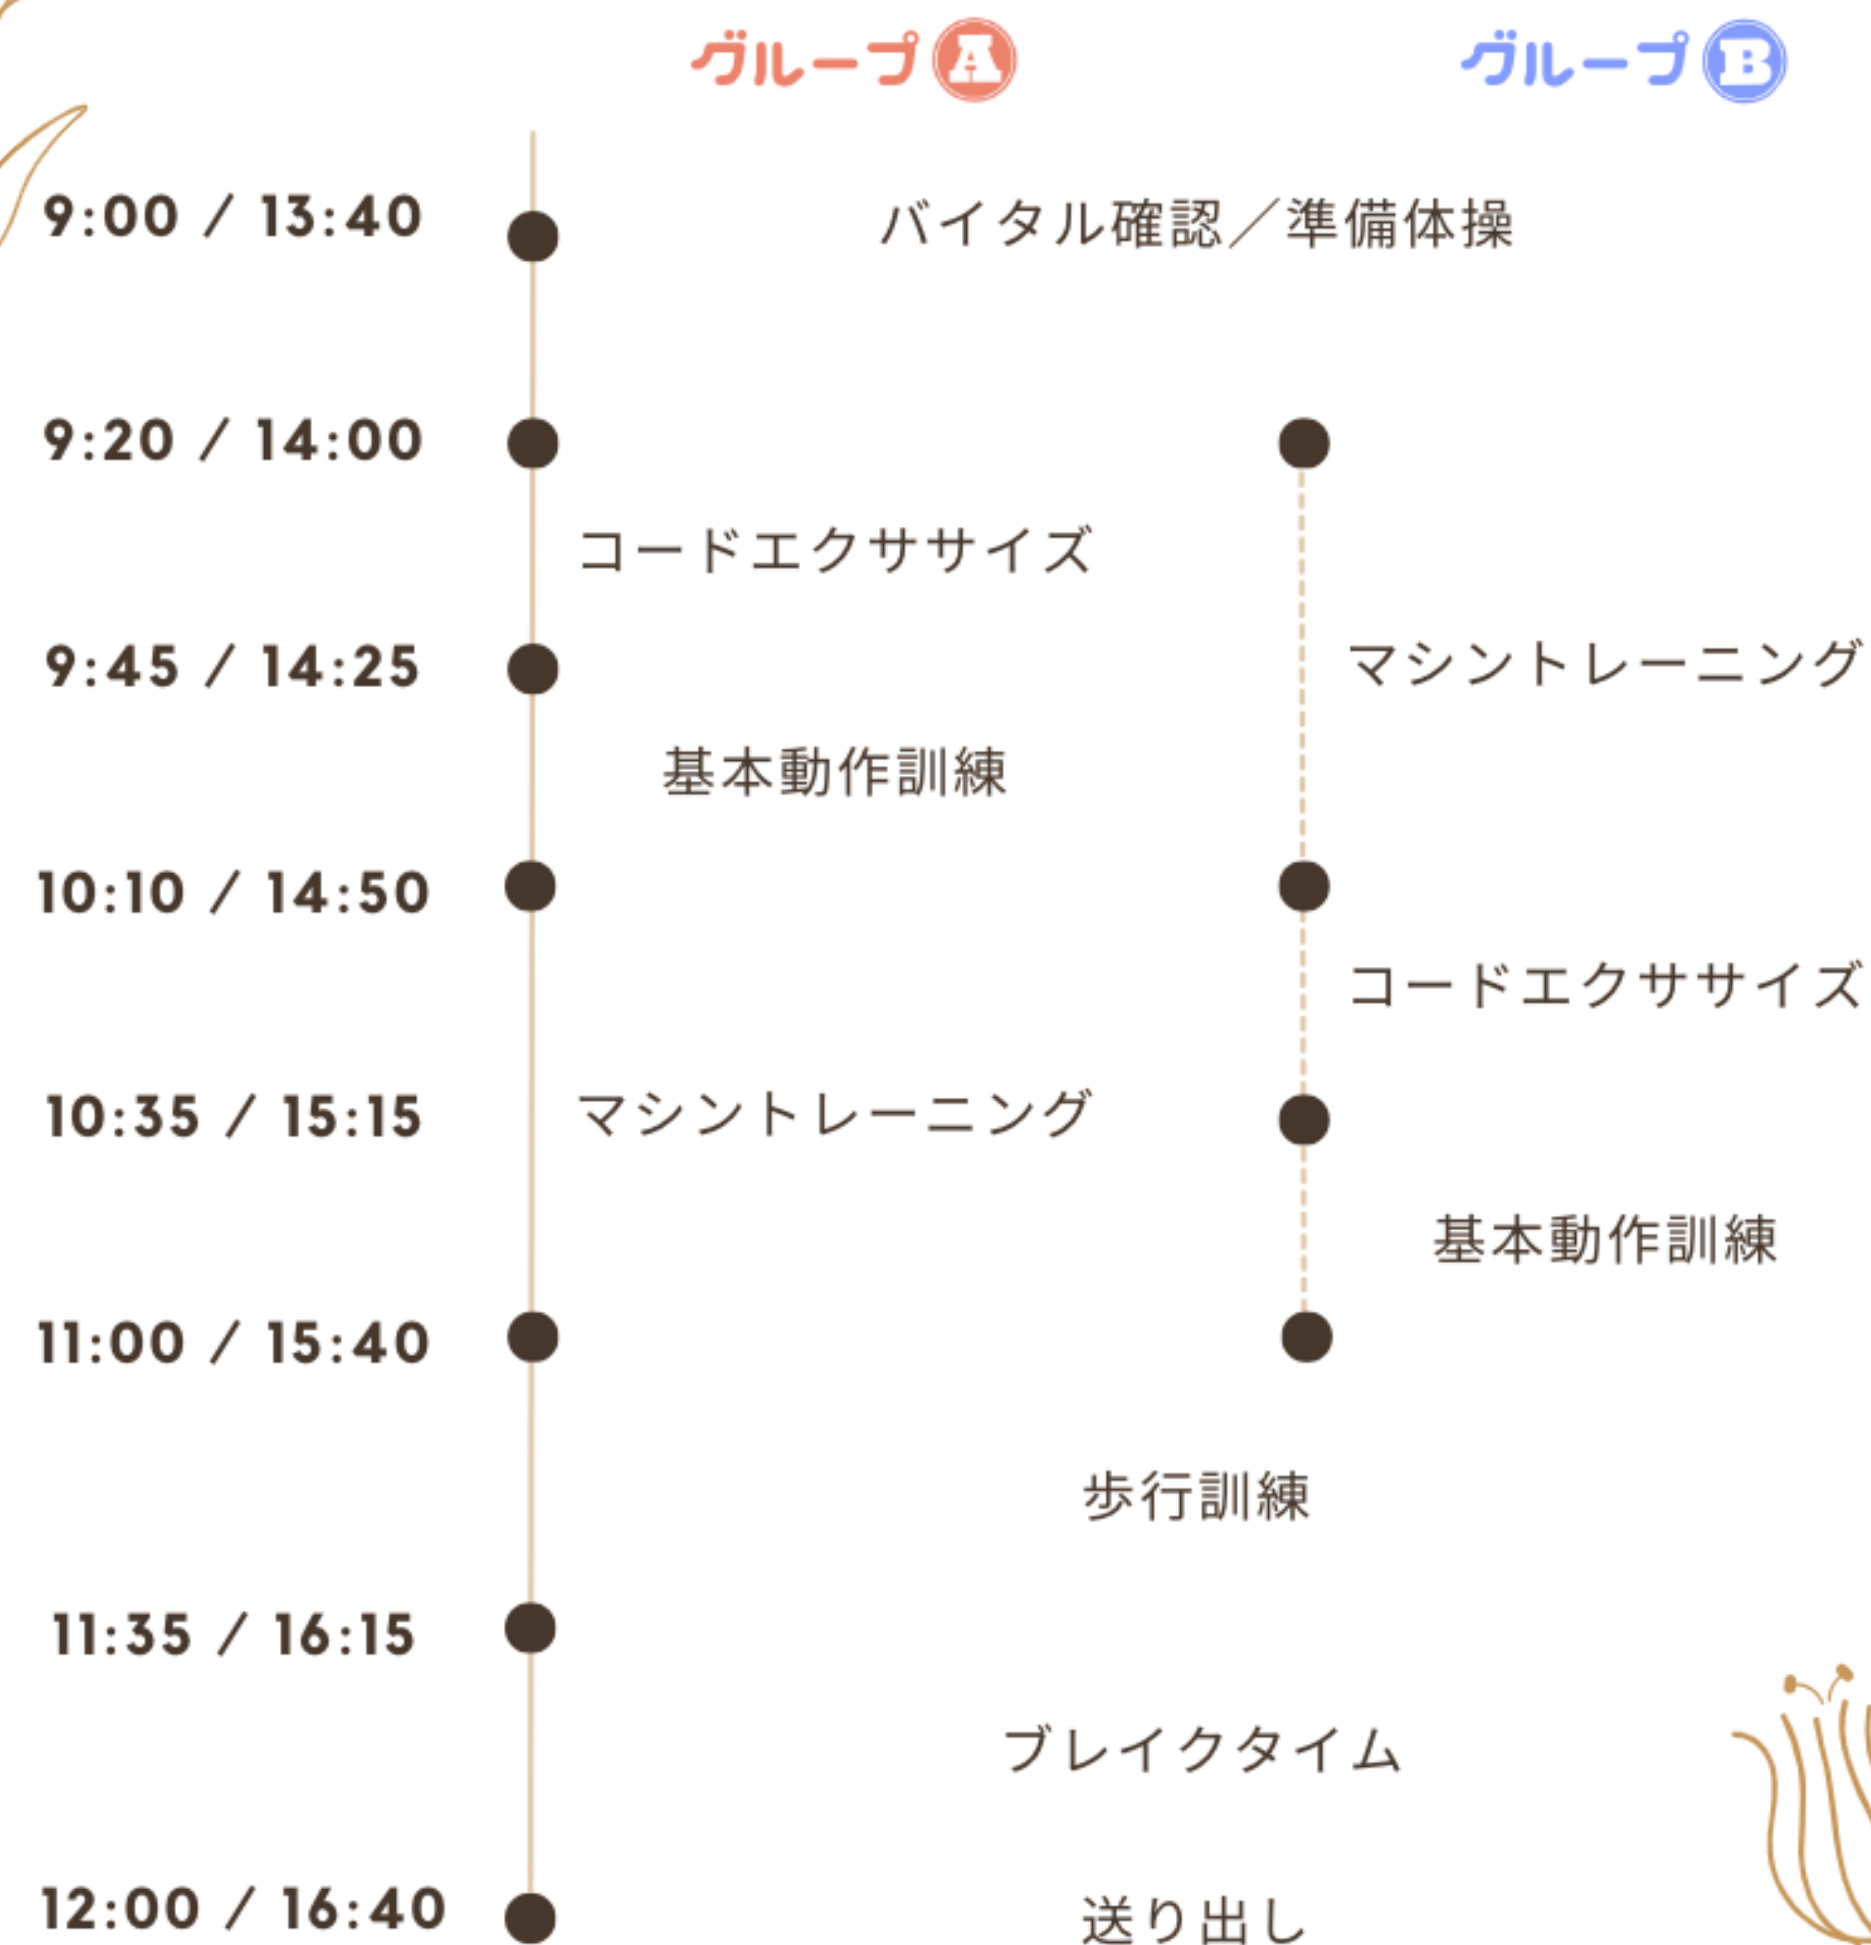 グループA グループB
9:00 / 13:40 バイタル確認／準備体操
9:20 / 14:00
コードエクササイズ
9:45 / 14:25 マシントレーニング
基本動作訓練
10:10 / 14:50
コードエクササイズ
10:35 / 15:15 マシントレーニング
基本動作訓練
11:00 / 15:40
歩行訓練
11:35 / 16:15
ブレイクタイム
12:00 / 16:40 送り出し